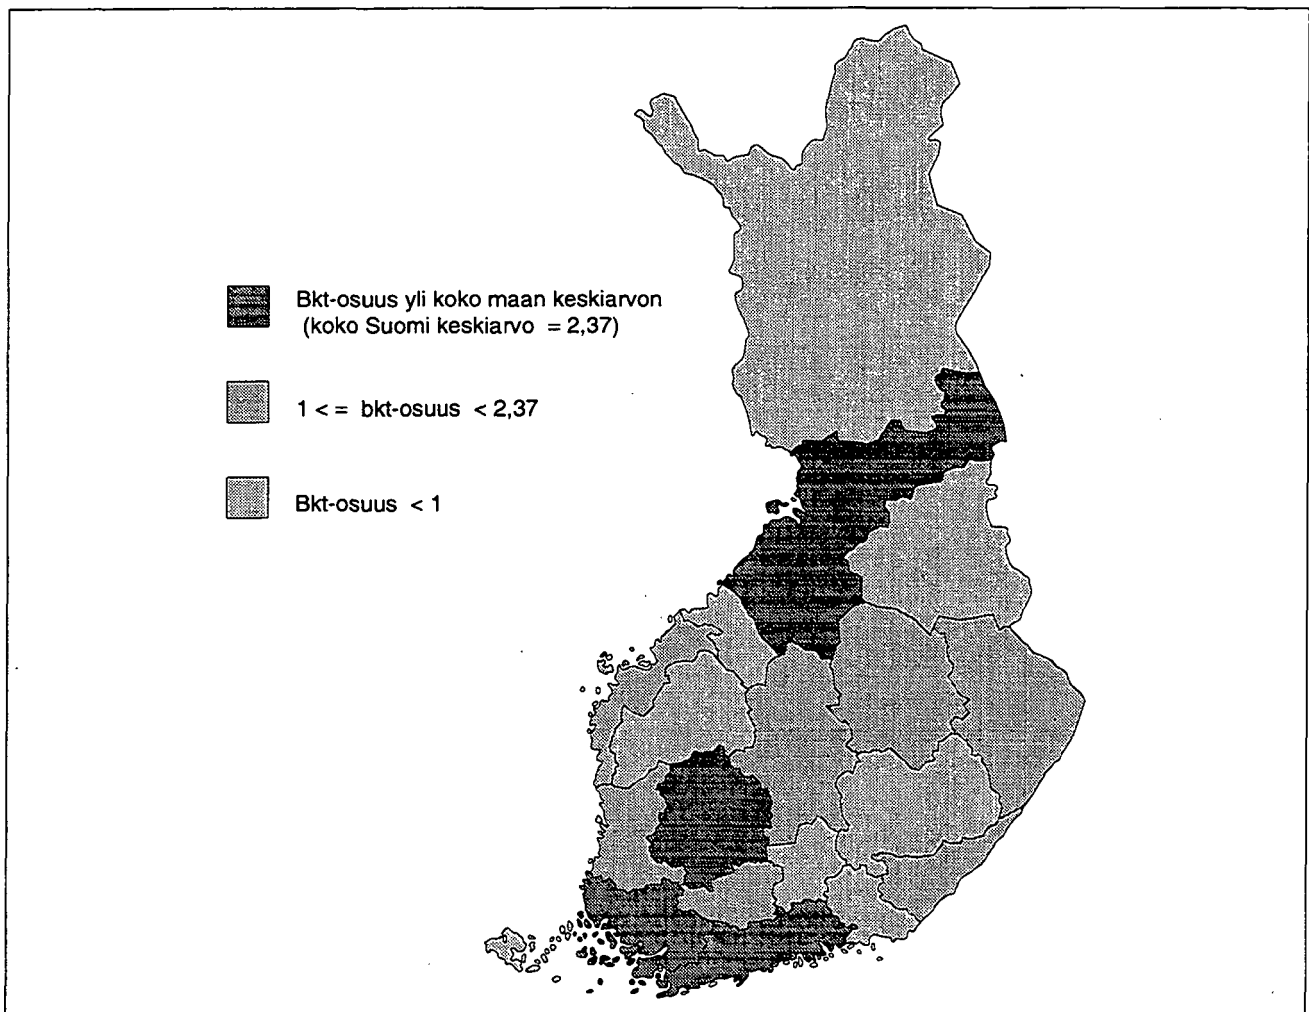 Bkt-osuus yli koko maan keskiarvon
(koko Suomi keskiarvo = 2,37)
1 < = bkt-osuus < 2,37
Bkt-osuus < 1